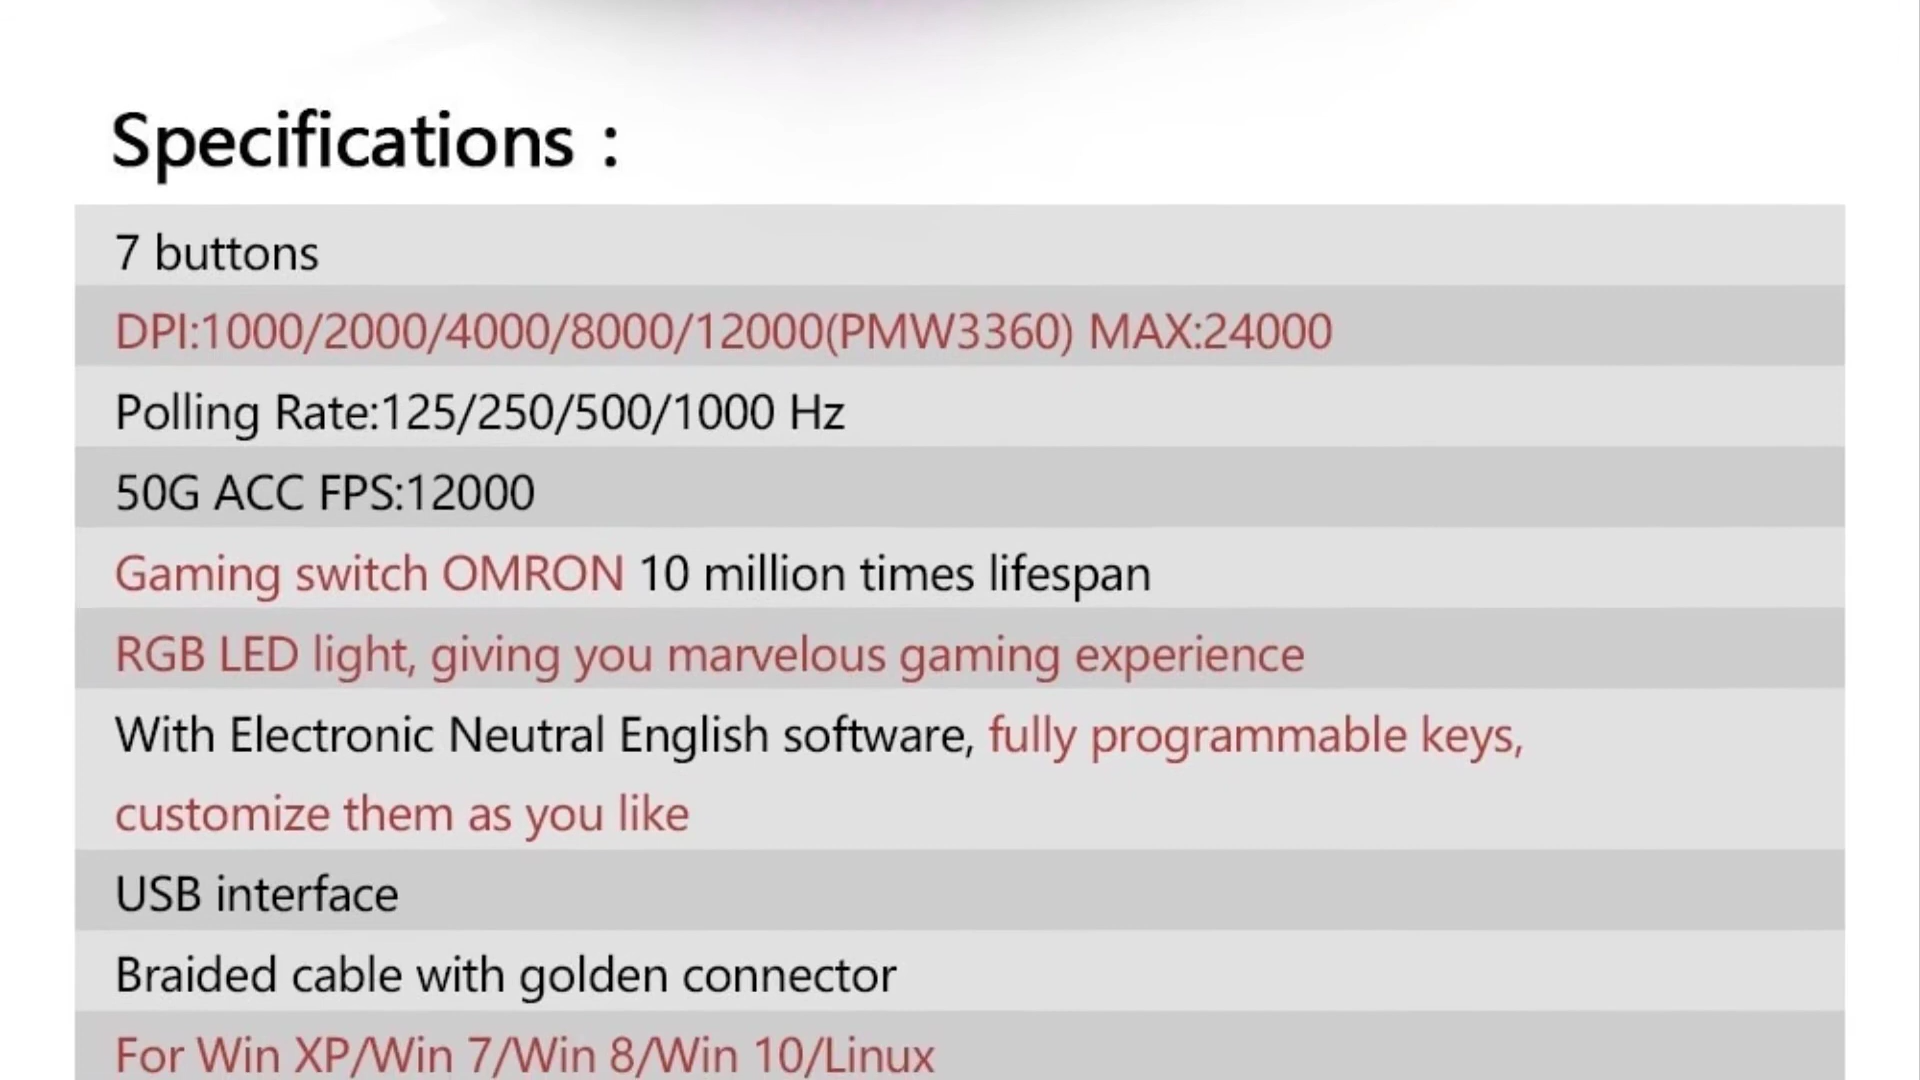 Specifications：
7 buttons
DPI:1000/2000/4000/8000/12000(PMW3360) MAX:24000
Polling Rate:125/250/500/1000 Hz
50G ACC FPS:12000
Gaming switch OMRON 10 million times lifespan
RGB LED light, giving you marvelous gaming experience
With Electronic Neutral English software, fully programmable keys,
customize them as you like
USB interface
Braided cable with golden connector
For Win XP/Win 7/Win 8/Win 10/Linux